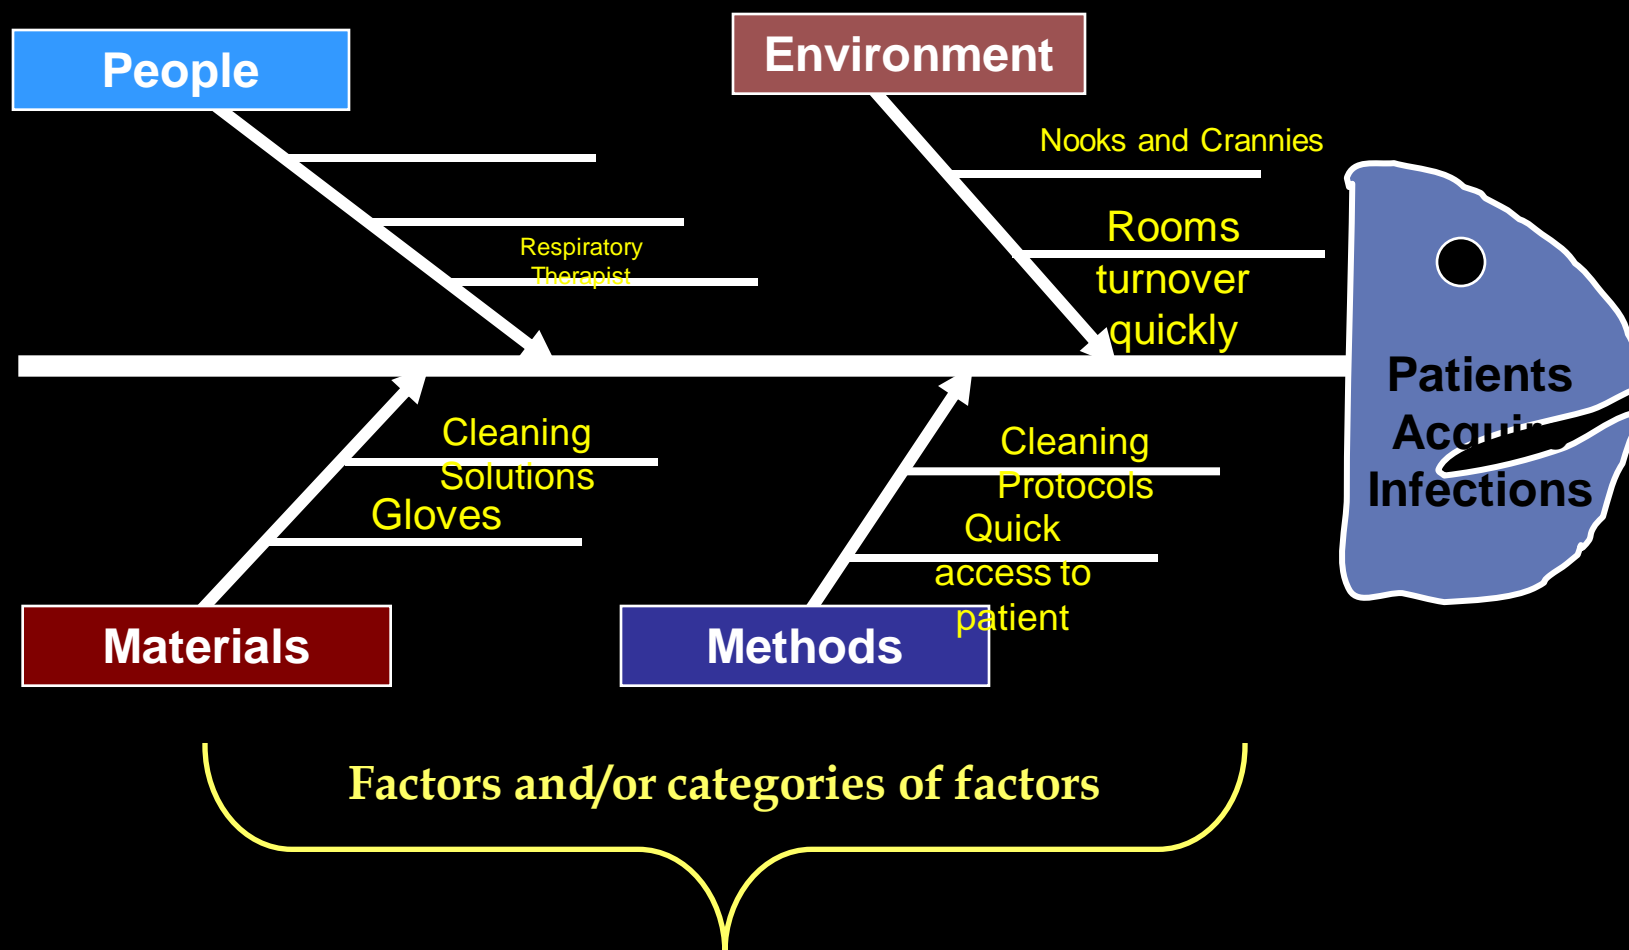 People
Environment
Nooks and Crannies
Rooms
turnover
quickly
Respiratory
Therapist
Patients
Acquire
Infections
Cleaning
Solutions
Gloves
Cleaning
Protocols
Quick
access to
patient
Materials
Methods
Factors and/or categories of factors